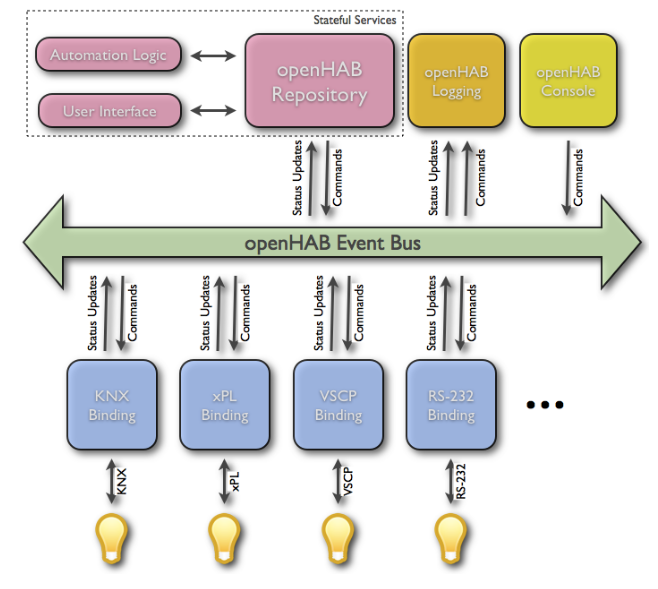 Stateful Services
Automation Logic
User Interface
openHAB
Repository
openHAB
Logging
openHAB
Console
Status Updates
Commands
Status Updates
Commands
Commands
openHAB Event Bus
Status Updates
Commands
Status Updates
Commands
Status Updates
Commands
Status Updates
Commands
KNX
Binding
xPL
Binding
VSCP
Binding
RS-232
Binding
•••
KNX
xPL
VSCP
RS-232